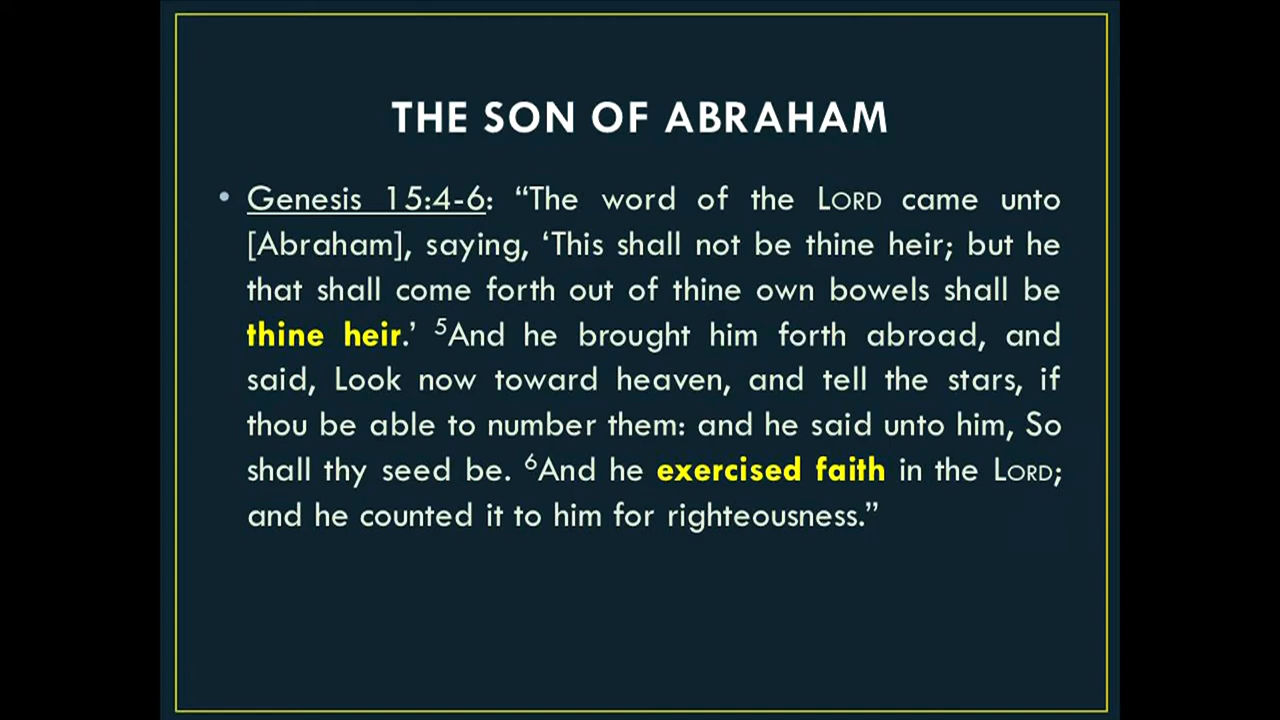 THE SON OF ABRAHAM
• Genesis 15:4-6: “The word of the LORD came unto
[Abraham], saying, ‘This shall not be thine heir; but he
that shall come forth out of thine own bowels shall be
thine heir.’ ⁵And he brought him forth abroad, and
said, Look now toward heaven, and tell the stars, if
thou be able to number them: and he said unto him, So
shall thy seed be. ⁶And he exercised faith in the LORD;
and he counted it to him for righteousness.”